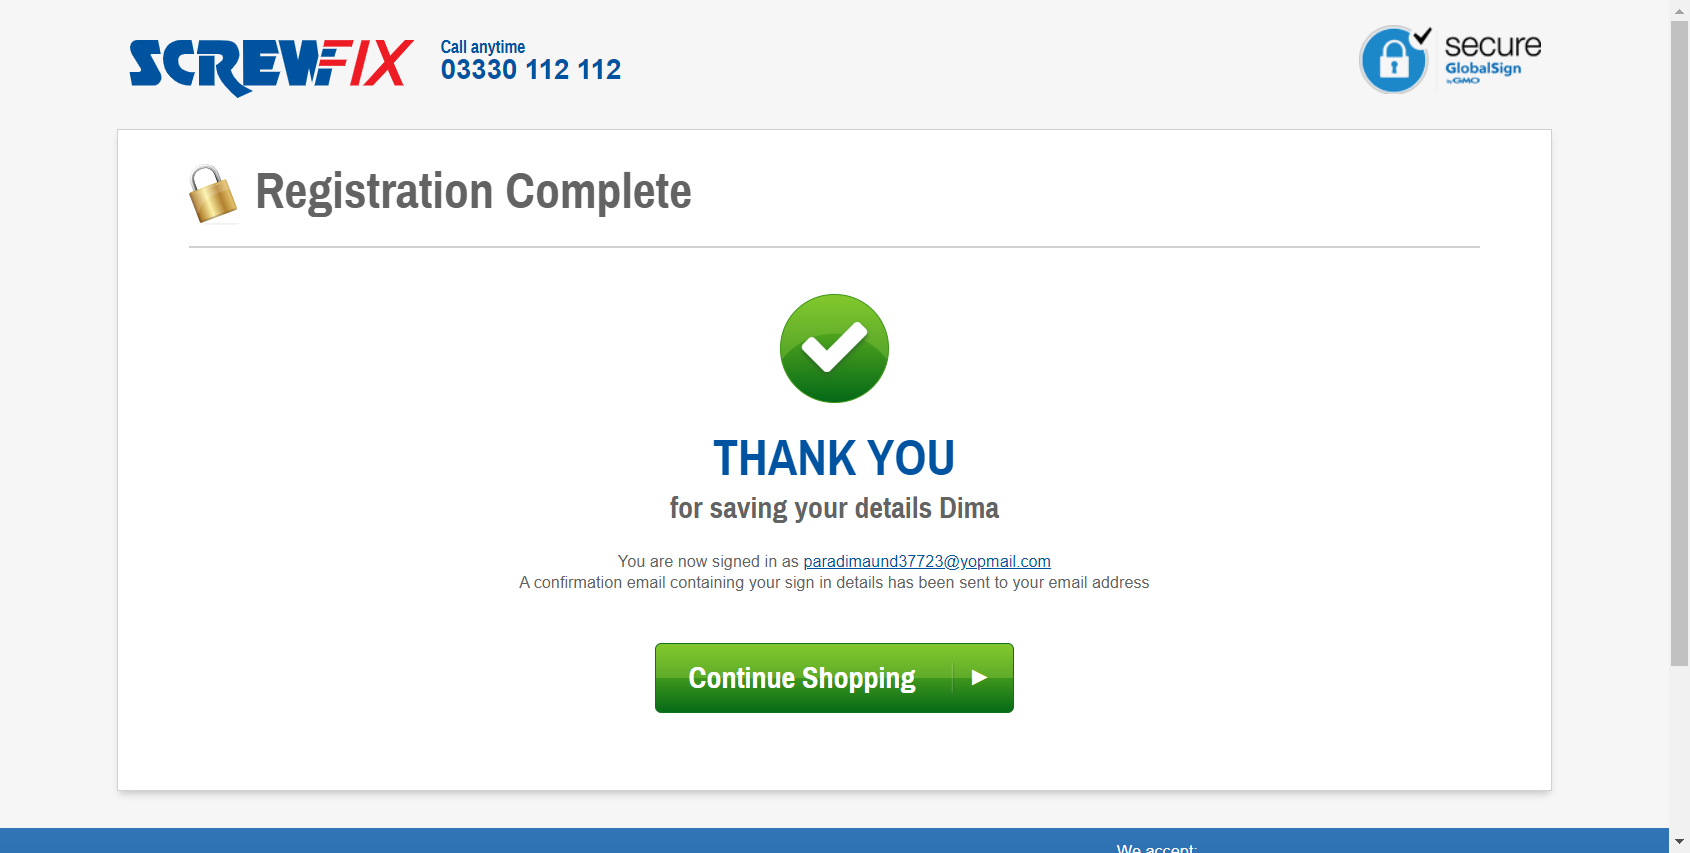 SCREWFIX
Call anytime
03330 112 112
secure
GlobalSign
by GMO
Registration Complete
THANK YOU
for saving your details Dima
You are now signed in as paradimaund37723@yopmail.com
A confirmation email containing your sign in details has been sent to your email address
Continue Shopping
We accept: